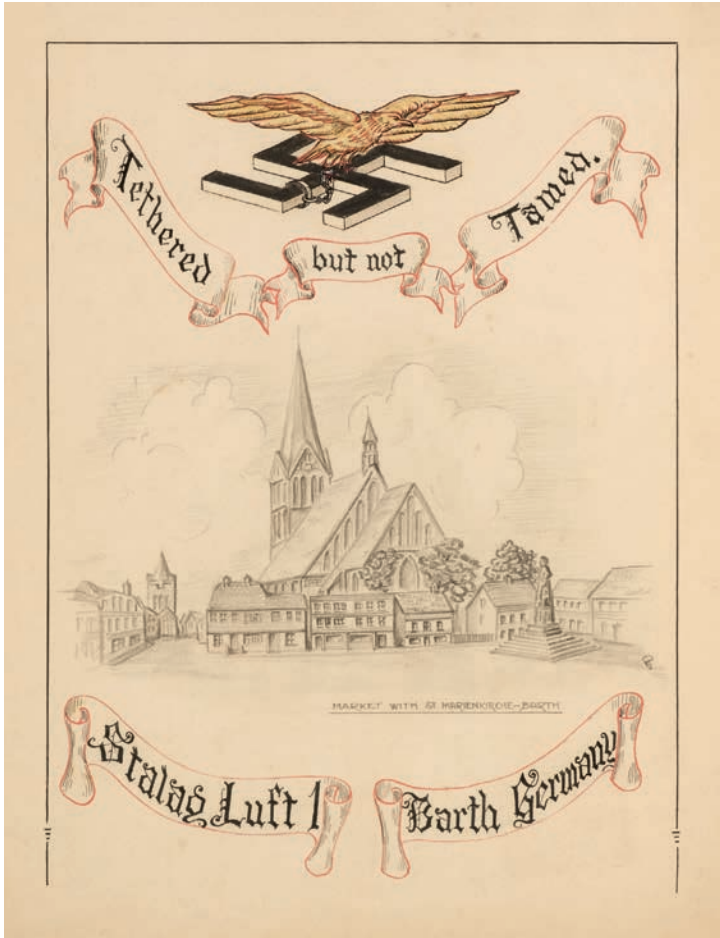 Tethered
but not
Tamed.
MARKET WITH ST. MARIENKIRCHE-BARTH
Stalag Luft 1
Barth Germany